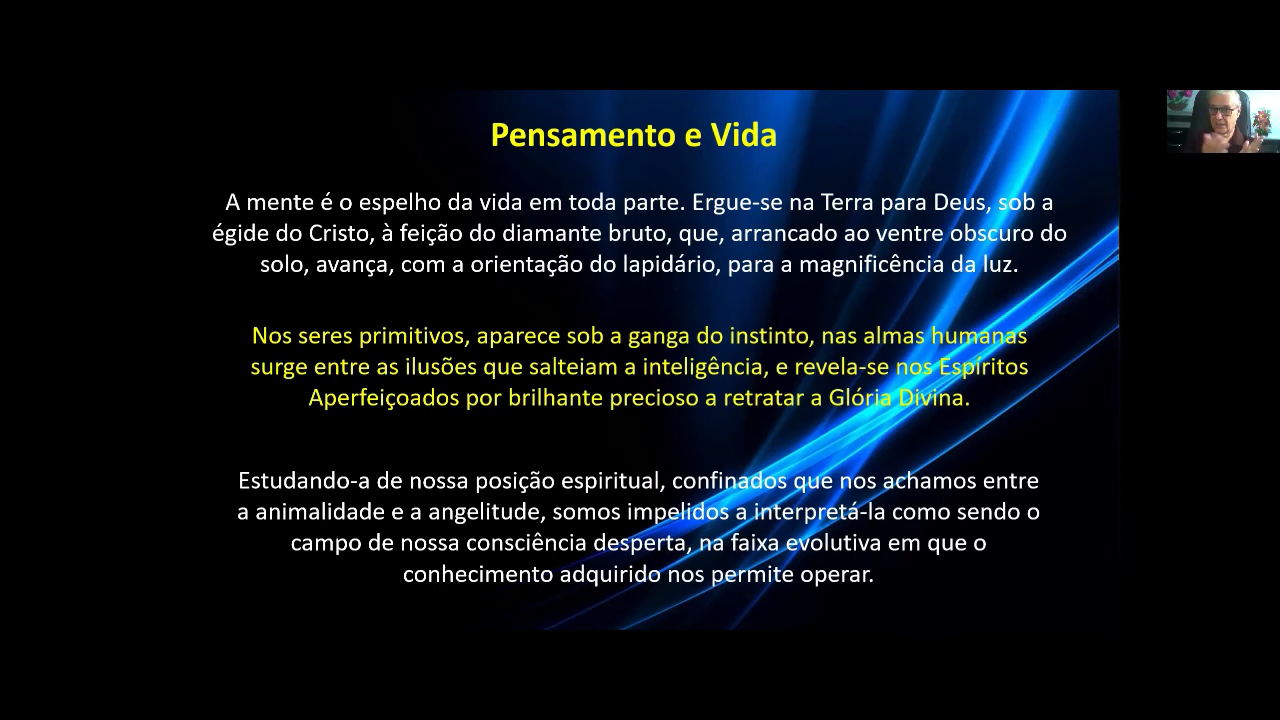 Pensamento e Vida
A mente é o espelho da vida em toda parte. Ergue-se na Terra para Deus, sob a
égide do Cristo, à feição do diamante bruto, que, arrancado ao ventre obscuro do
solo, avança, com a orientação do lapidário, para a magnificência da luz.
Nos seres primitivos, aparece sob a ganga do instinto, nas almas humanas
surge entre as ilusões que salteiam a inteligência, e revela-se nos Espíritos
Aperfeiçoados por brilhante precioso a retratar a Glória Divina.
Estudando-a de nossa posição espiritual, confinados que nos achamos entre
a animalidade e a angelitude, somos impelidos a interpretá-la como sendo o
campo de nossa consciência desperta, na faixa evolutiva em que o
conhecimento adquirido nos permite operar.